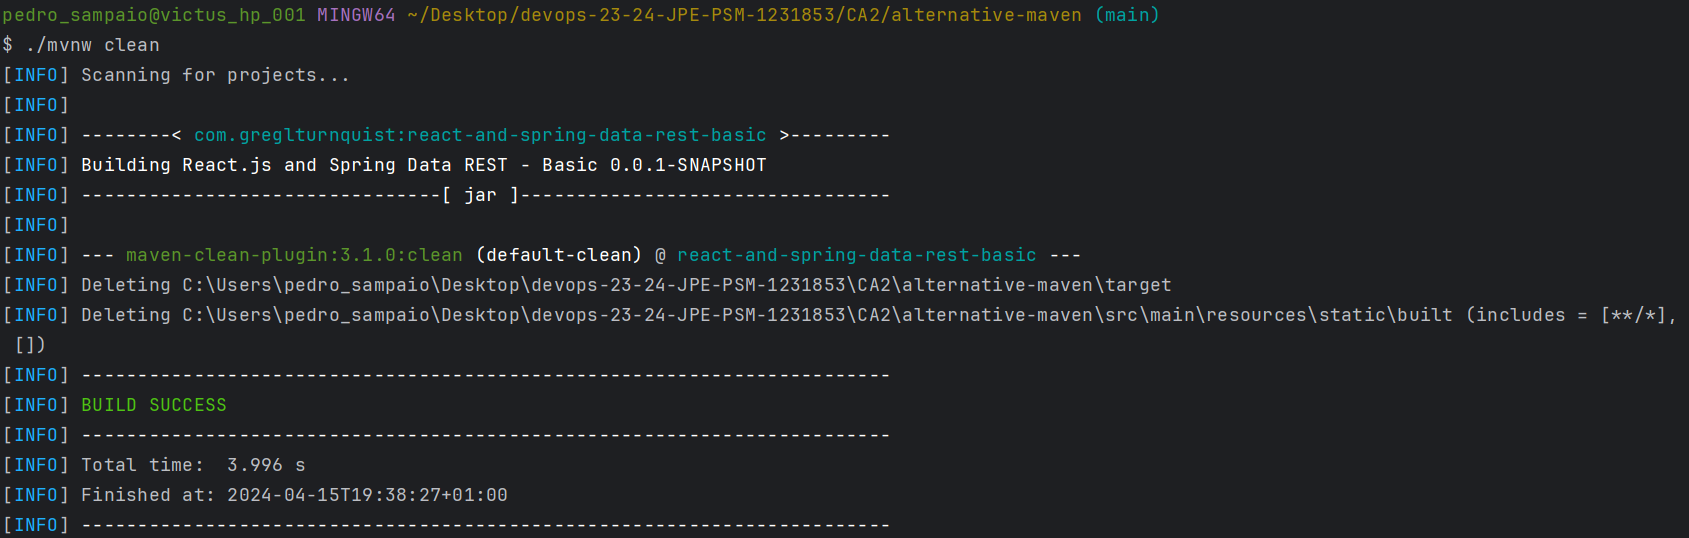 pedro_sampaio@victus_hp_001 MINGW64 ~/Desktop/devops-23-24-JPE-PSM-1231853/CA2/alternative-maven (main)
$ ./mvnw clean
[INFO] Scanning for projects...
[INFO]
[INFO] --------< com.greglturnquist:react-and-spring-data-rest-basic >---------
[INFO] Building React.js and Spring Data REST - Basic 0.0.1-SNAPSHOT
[INFO] --------------------------------[ jar ]---------------------------------
[INFO]
[INFO] --- maven-clean-plugin:3.1.0:clean (default-clean) @ react-and-spring-data-rest-basic ---
[INFO] Deleting C:\Users\pedro_sampaio\Desktop\devops-23-24-JPE-PSM-1231853\CA2\alternative-maven\target
[INFO] Deleting C:\Users\pedro_sampaio\Desktop\devops-23-24-JPE-PSM-1231853\CA2\alternative-maven\src\main\resources\static\built (includes = [**/*],
 [])
[INFO] ------------------------------------------------------------------------
[INFO] BUILD SUCCESS
[INFO] ------------------------------------------------------------------------
[INFO] Total time:  3.996 s
[INFO] Finished at: 2024-04-15T19:38:27+01:00
[INFO] ------------------------------------------------------------------------